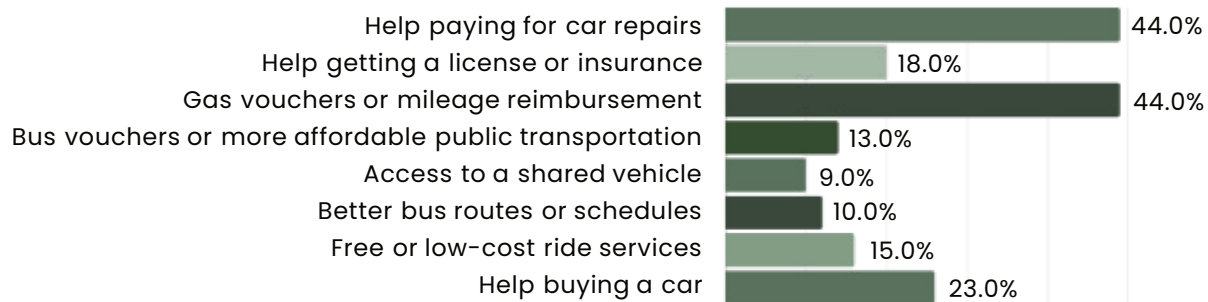 Help paying for car repairs 44.0%
Help getting a license or insurance 18.0%
Gas vouchers or mileage reimbursement 44.0%
Bus vouchers or more affordable public transportation 13.0%
Access to a shared vehicle 9.0%
Better bus routes or schedules 10.0%
Free or low-cost ride services 15.0%
Help buying a car 23.0%